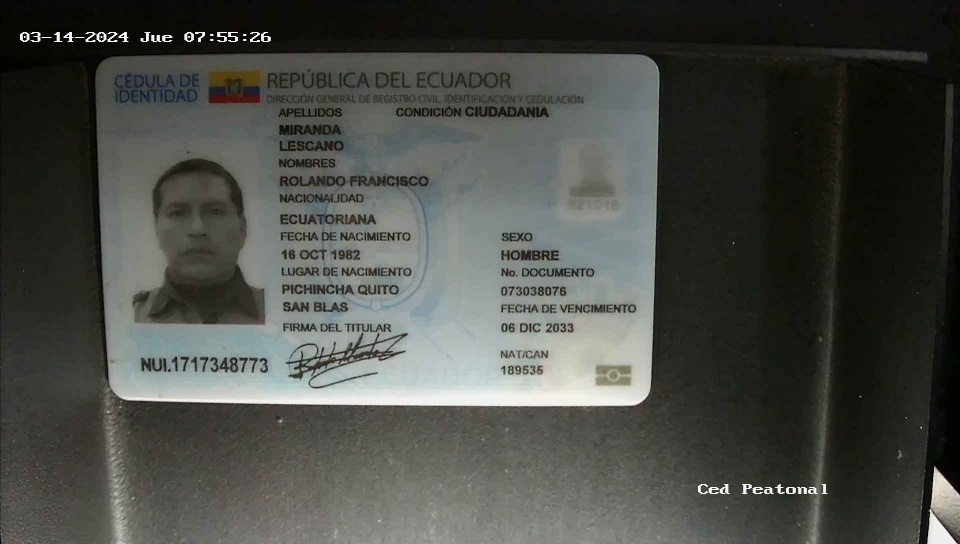 03-14-2024 Jue 07:55:26
CÉDULA DE IDENTIDAD
REPÚBLICA DEL ECUADOR
DIRECCIÓN GENERAL DE REGISTRO CIVIL, IDENTIFICACIÓN Y CEDULACIÓN
APELLIDOS
CONDICIÓN CIUDADANIA
MIRANDA
LESCANO
NOMBRES
ROLANDO FRANCISCO
NACIONALIDAD
ECUATORIANA
FECHA DE NACIMIENTO
SEXO
16 OCT 1982
HOMBRE
LUGAR DE NACIMIENTO
No. DOCUMENTO
PICHINCHA QUITO
073038076
SAN BLAS
FECHA DE VENCIMIENTO
FIRMA DEL TITULAR
06 DIC 2033
NAT/CAN
NUI.1717348773
189535
Ced Peatonal